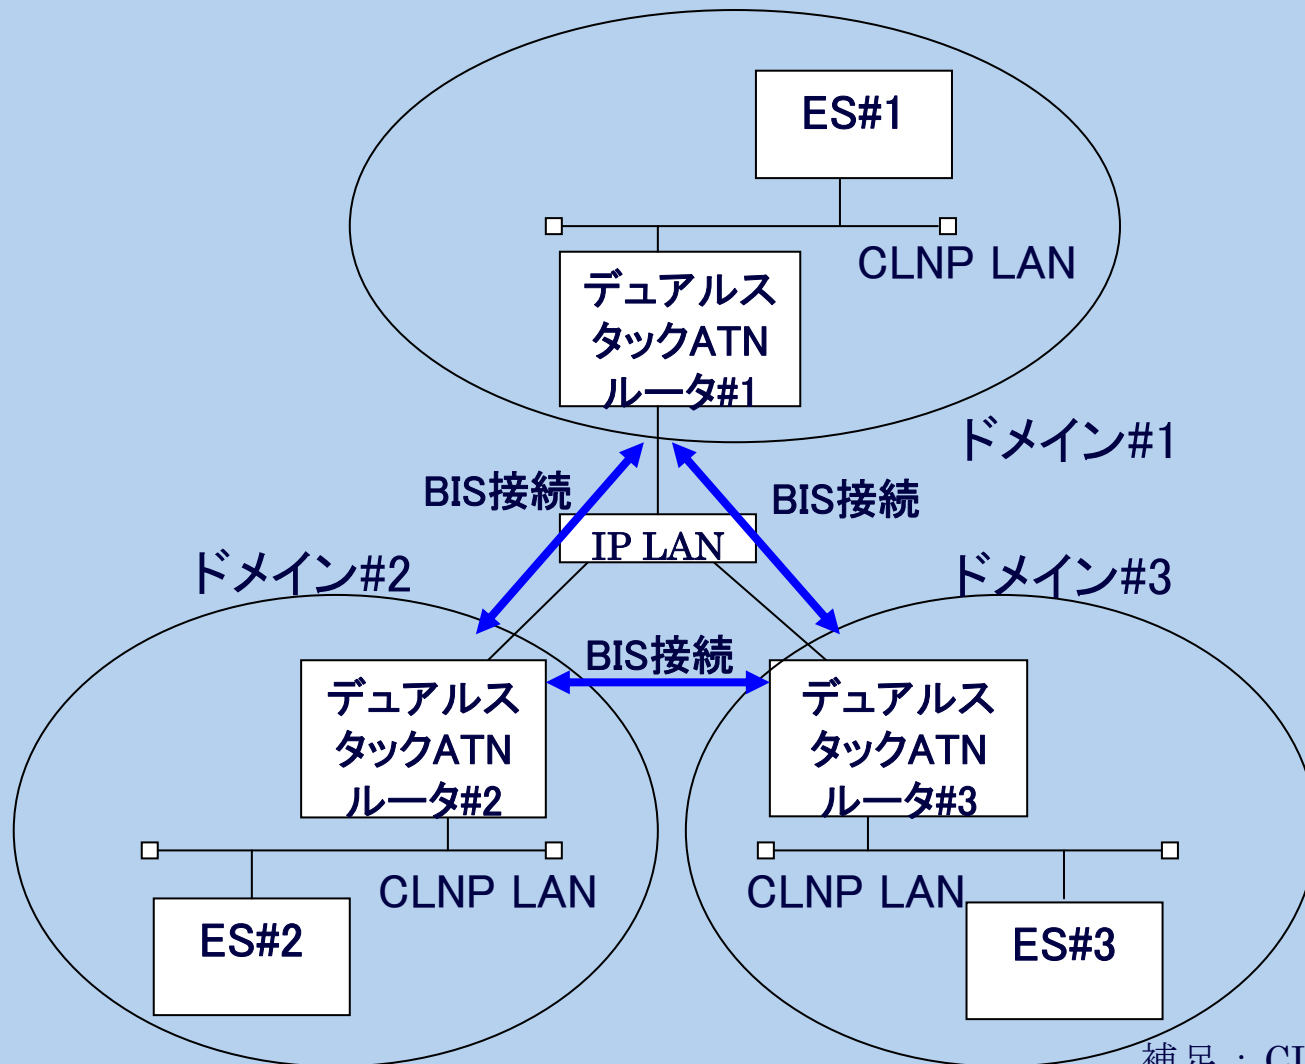 ES#1
CLNP LAN
デュアルス
タックATN
ルータ#1
ドメイン#1
BIS接続
BIS接続
IP LAN
ドメイン#2
ドメイン#3
BIS接続
デュアルス
タックATN
ルータ#2
デュアルス
タックATN
ルータ#3
CLNP LAN
CLNP LAN
ES#2
ES#3
補足：